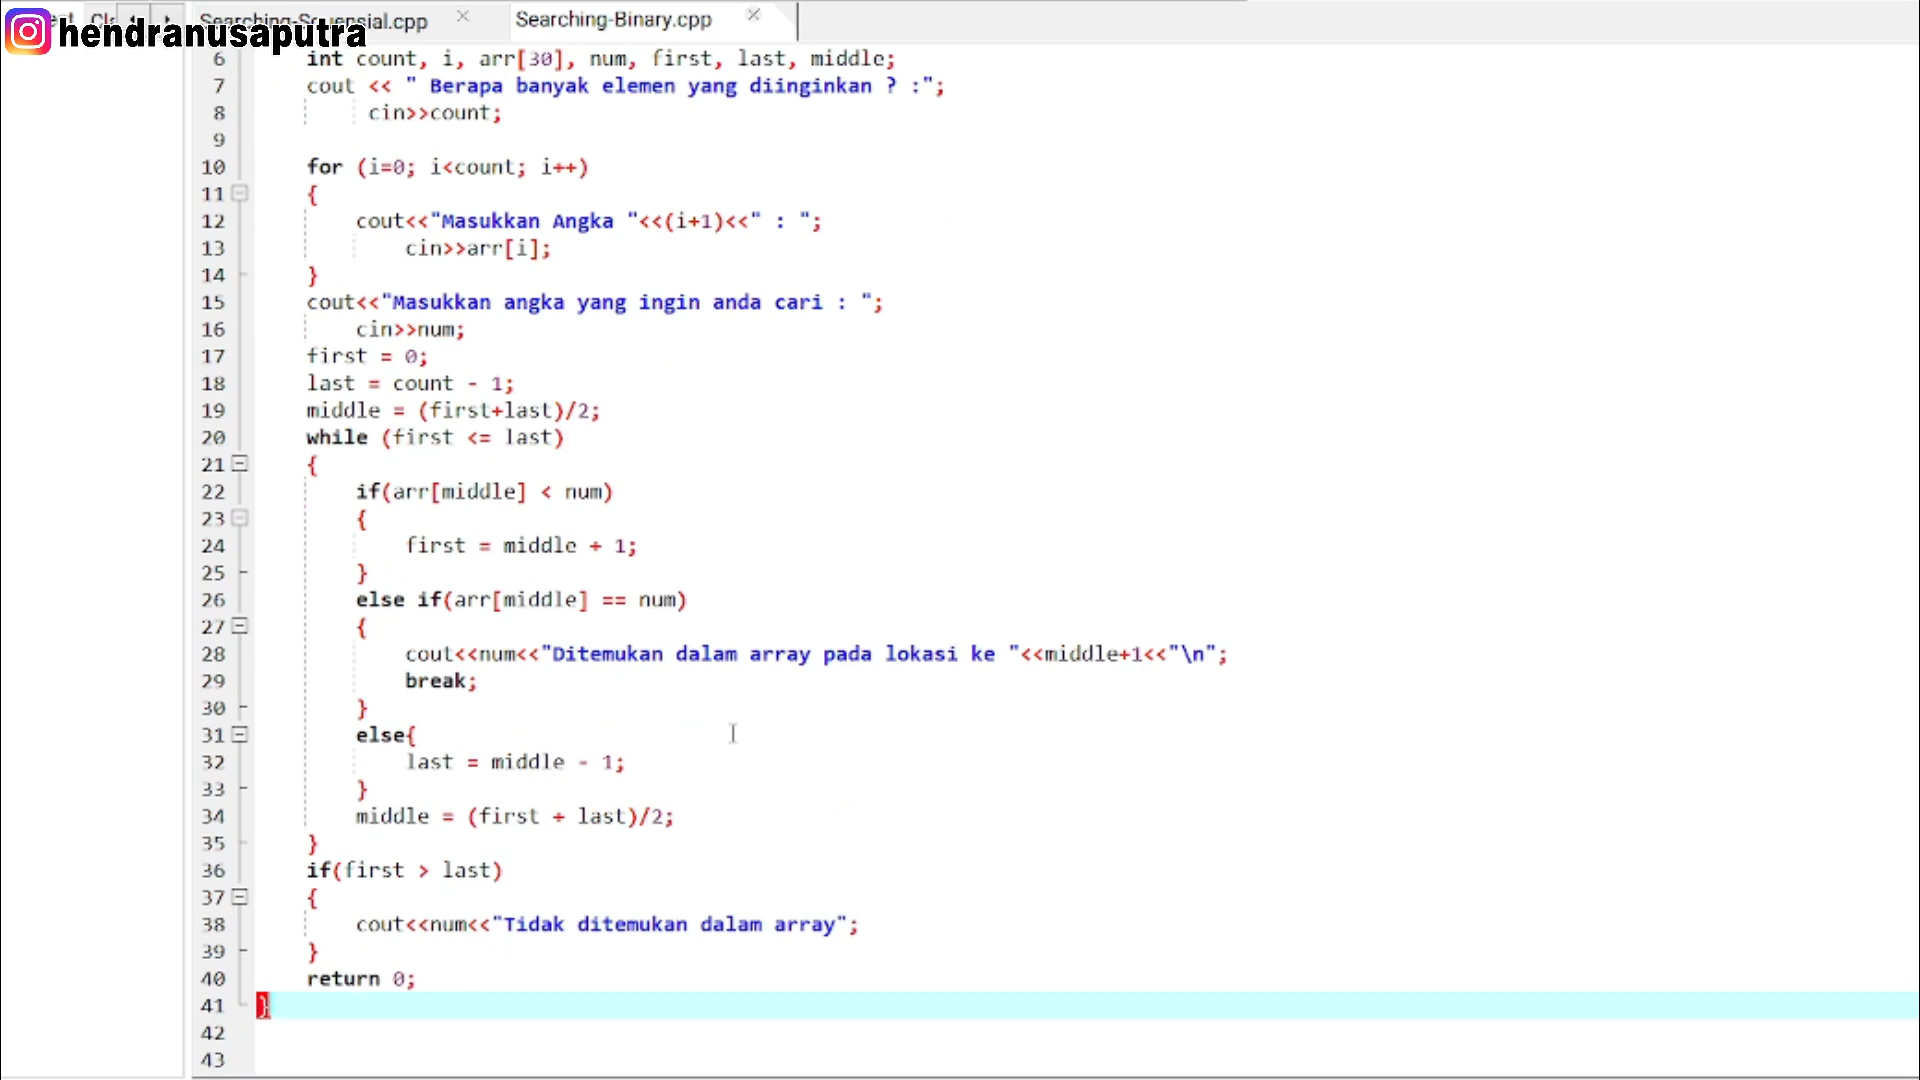 hendranusaputra
Searching-Squensial.cpp
Searching-Binary.cpp
6 int count, i, arr[30], num, first, last, middle;
7 cout << " Berapa banyak elemen yang diinginkan ? :";
8 cin>>count;
9
10 for (i=0; i<count; i++)
11 {
12 cout<<"Masukkan Angka "<<(i+1)<<" : ";
13 cin>>arr[i];
14 }
15 cout<<"Masukkan angka yang ingin anda cari : ";
16 cin>>num;
17 first = 0;
18 last = count - 1;
19 middle = (first+last)/2;
20 while (first <= last)
21 {
22 if(arr[middle] < num)
23 {
24 first = middle + 1;
25 }
26 else if(arr[middle] == num)
27 {
28 cout<<num<<"Ditemukan dalam array pada lokasi ke "<<middle+1<<"\n";
29 break;
30 }
31 else{
32 last = middle - 1;
33 }
34 middle = (first + last)/2;
35 }
36 if(first > last)
37 {
38 cout<<num<<"Tidak ditemukan dalam array";
39 }
40 return 0;
41 }
42
43